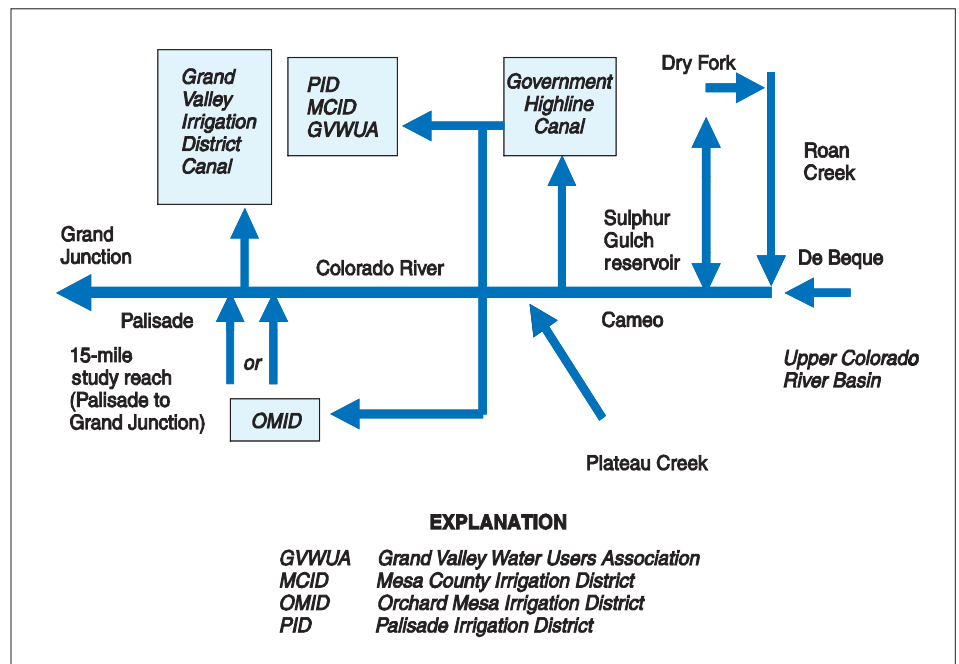 Grand
Valley
Irrigation
District
Canal
PID
MCID
GVWUA
Government
Highline
Canal
Dry Fork
Roan
Creek
Sulphur
Gulch
reservoir
De Beque
Grand
Junction
Colorado River
Palisade
Cameo
15-mile
study reach
(Palisade to
Grand Junction)
or
OMID
Upper Colorado
River Basin
Plateau Creek
EXPLANATION
GVWUA Grand Valley Water Users Association
MCID Mesa County Irrigation District
OMID Orchard Mesa Irrigation District
PID Palisade Irrigation District